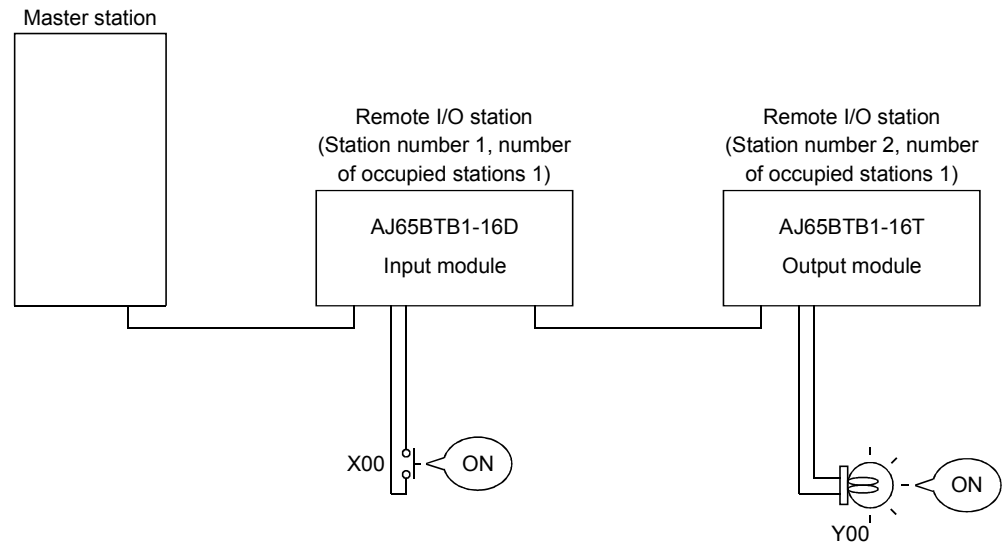 Master station
Remote I/O station
(Station number 1, number
of occupied stations 1)
Remote I/O station
(Station number 2, number
of occupied stations 1)
AJ65BTB1-16D
Input module
AJ65BTB1-16T
Output module
X00
ON
ON
Y00